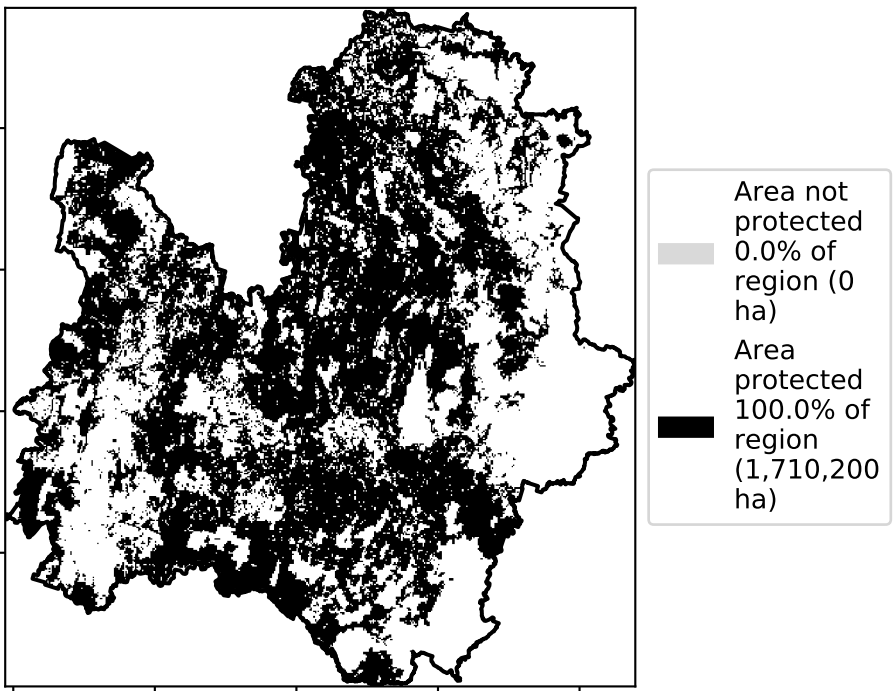 Area not
protected
0.0% of
region (0
ha)
Area
protected
100.0% of
region
(1,710,200
ha)